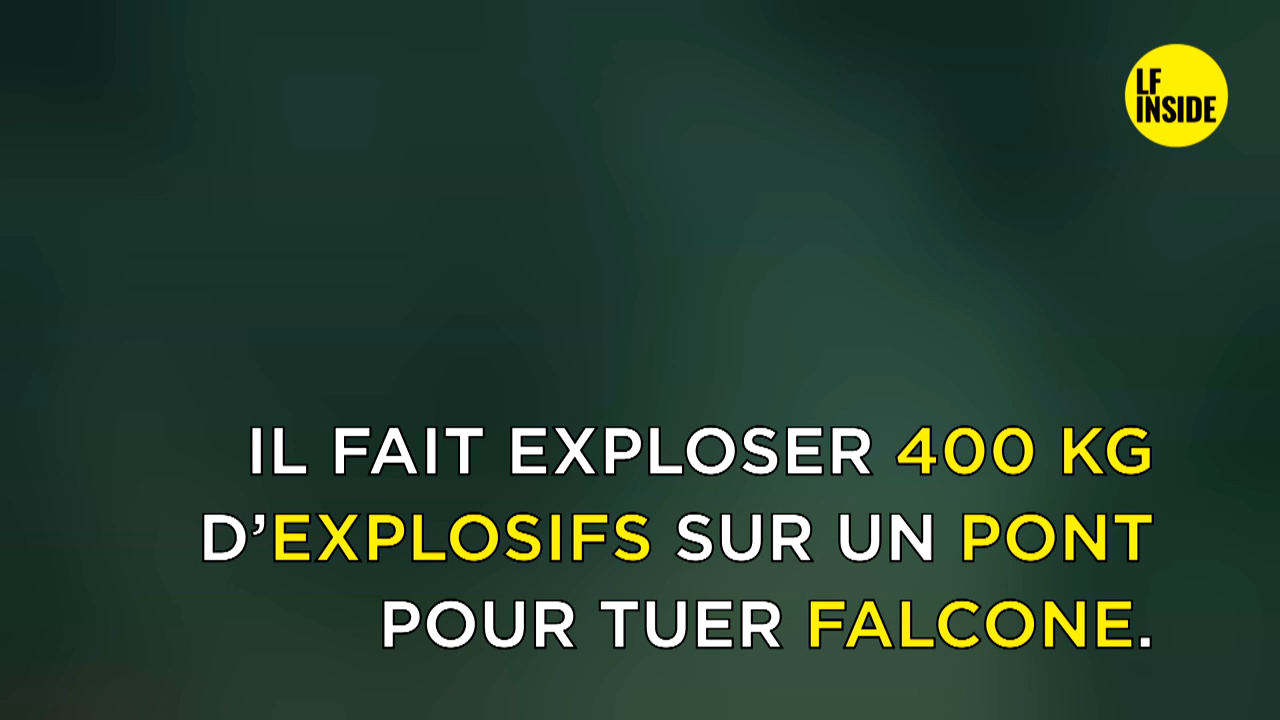 LF
INSIDE
IL FAIT EXPLOSER 400 KG
D’EXPLOSIFS SUR UN PONT
POUR TUER FALCONE.